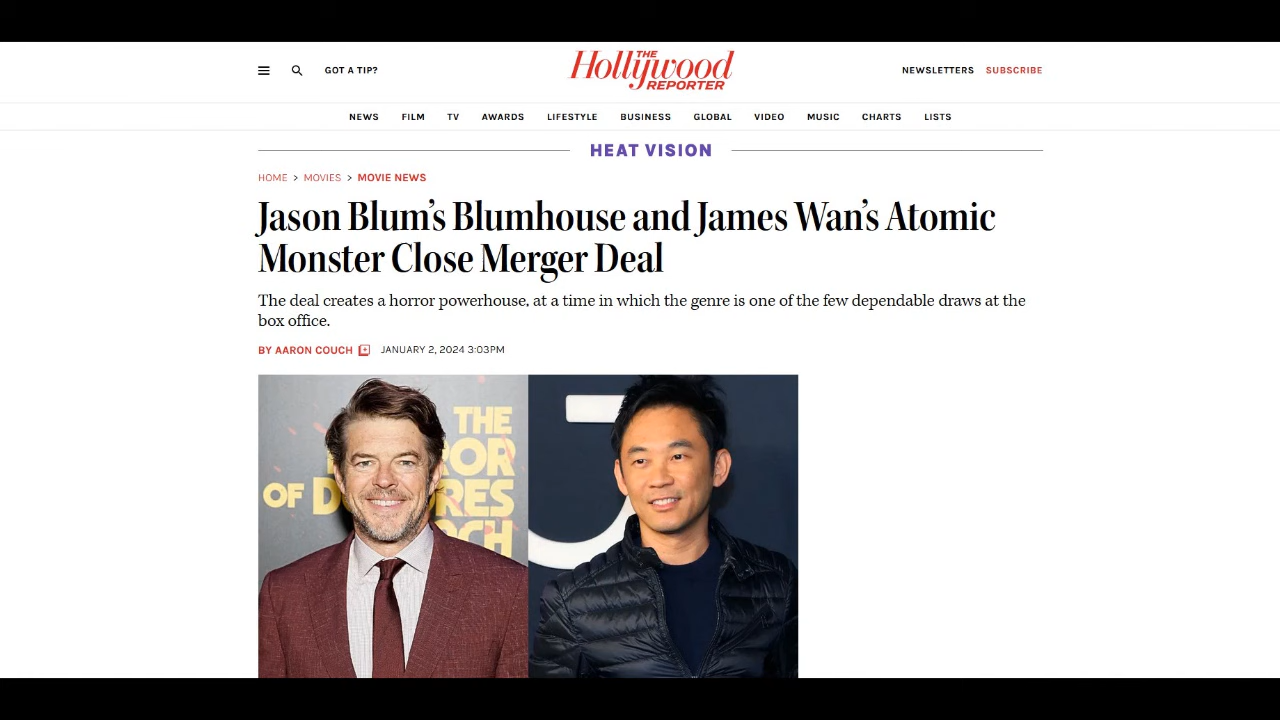 GOT A TIP?
THE
Hollywood
REPORTER
NEWSLETTERS SUBSCRIBE
NEWS FILM TV AWARDS LIFESTYLE BUSINESS GLOBAL VIDEO MUSIC CHARTS LISTS
HEAT VISION
HOME > MOVIES > MOVIE NEWS
Jason Blum’s Blumhouse and James Wan’s Atomic
Monster Close Merger Deal
The deal creates a horror powerhouse, at a time in which the genre is one of the few dependable draws at the
box office.
BY AARON COUCH JANUARY 2, 2024 3:03PM
THE
OF